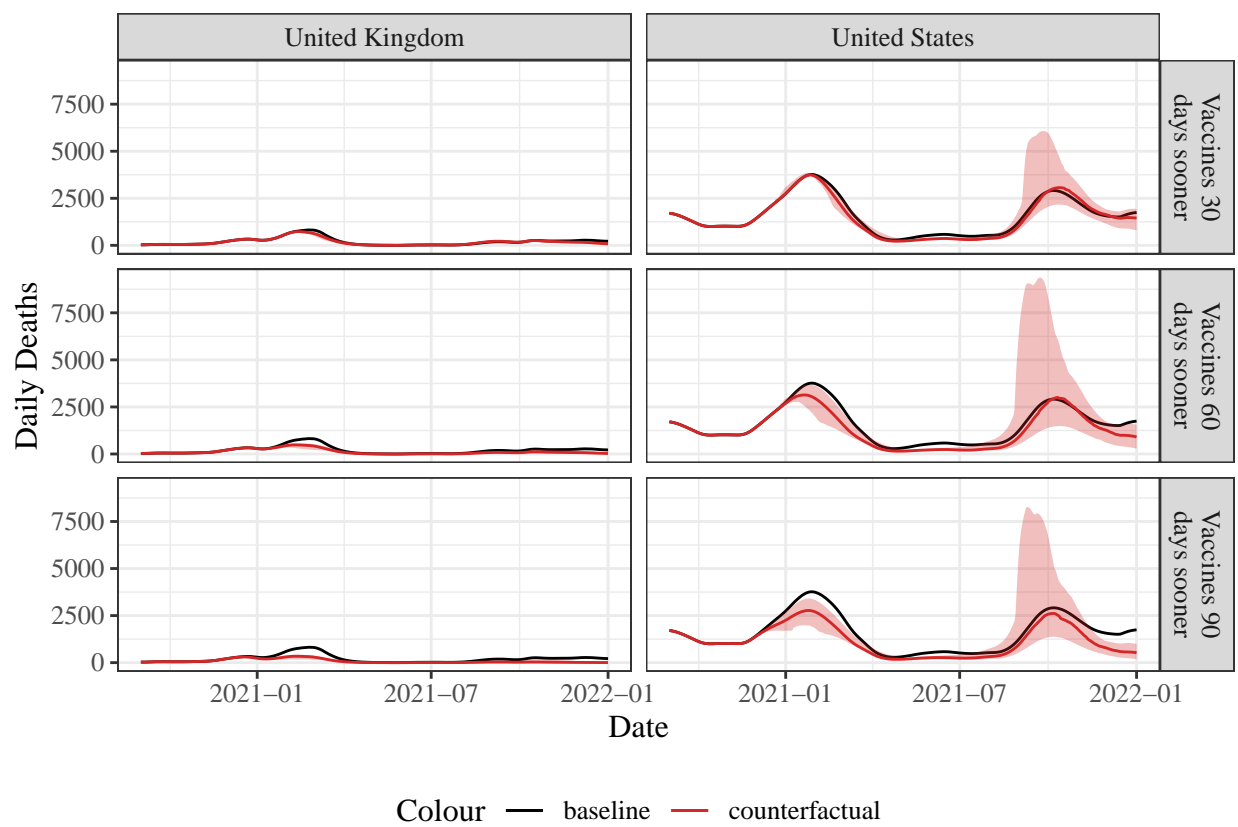 United Kingdom
United States
Daily Deaths
7500
5000
2500
0
Vaccines 30
days sooner
7500
5000
2500
0
Vaccines 60
days sooner
7500
5000
2500
0
Vaccines 90
days sooner
2021–01
2021–07
2022–01
2021–01
2021–07
2022–01
Date
Colour
baseline
counterfactual